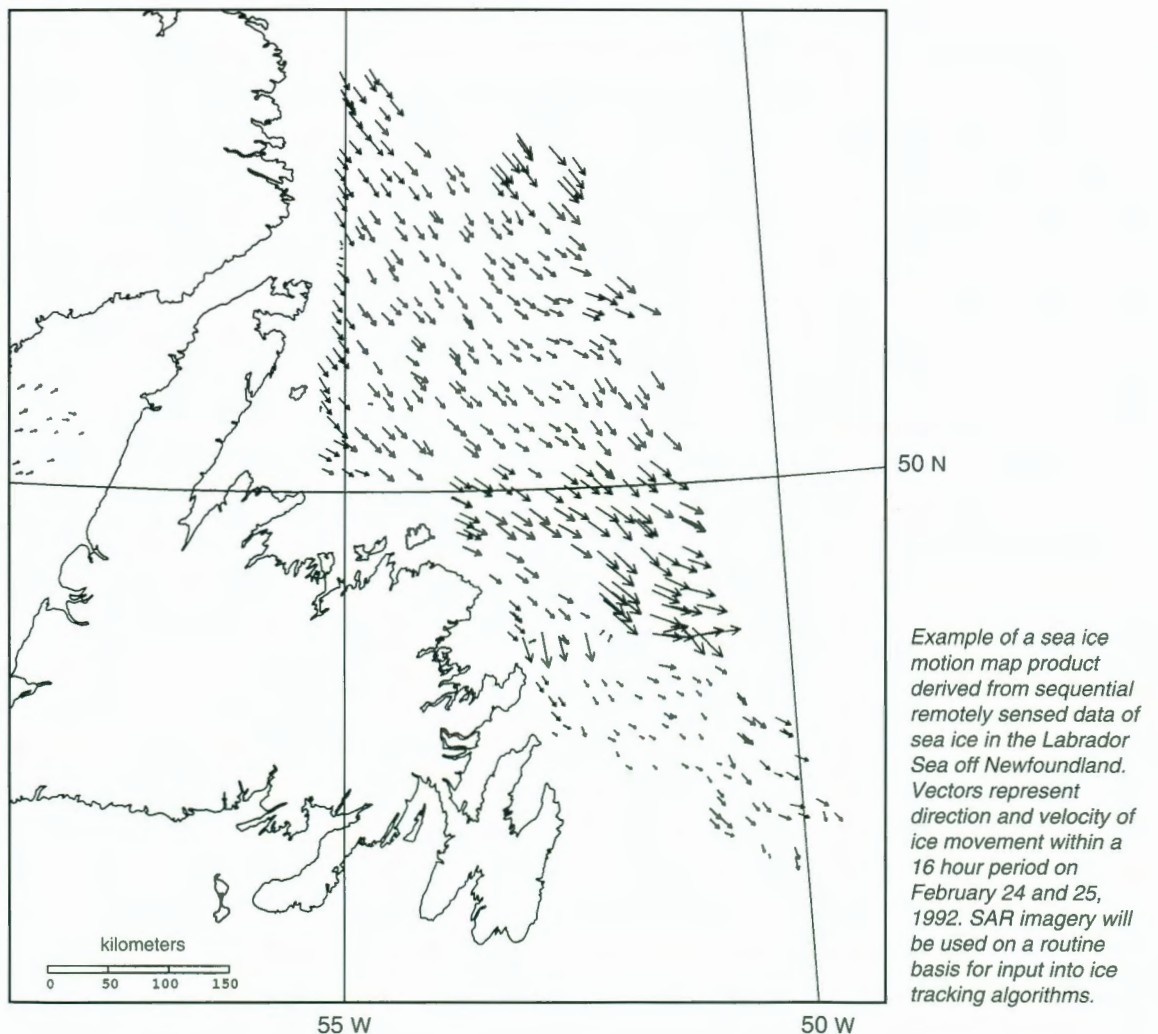 50 N
Example of a sea ice
motion map product
derived from sequential
remotely sensed data of
sea ice in the Labrador
Sea off Newfoundland.
Vectors represent
direction and velocity of
ice movement within a
16 hour period on
February 24 and 25,
1992. SAR imagery will
be used on a routine
basis for input into ice
tracking algorithms.
kilometers
0 50 100 150
55 W 50 W